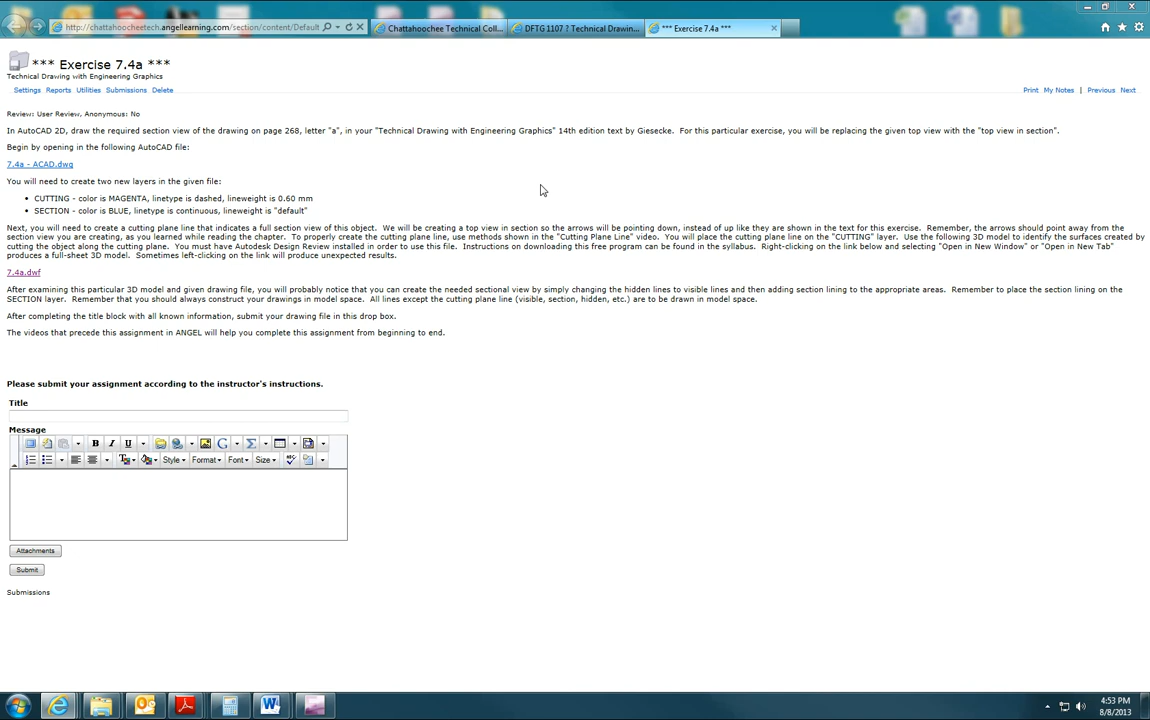 http://chattahoocheetech.angellearning.com/section/content/Default
Chattahoochee Technical Coll...
DFTG 1107 ? Technical Drawin...
*** Exercise 7.4a ***
*** Exercise 7.4a ***
Technical Drawing with Engineering Graphics
Settings Reports Utilities Submissions Delete
Print My Notes | Previous Next
Review: User Review, Anonymous: No
In AutoCAD 2D, draw the required section view of the drawing on page 268, letter "a", in your "Technical Drawing with Engineering Graphics" 14th edition text by Giesecke. For this particular exercise, you will be replacing the given top view with the "top view in section".
Begin by opening in the following AutoCAD file:
7.4a - ACAD.dwg
You will need to create two new layers in the given file:
• CUTTING - color is MAGENTA, linetype is dashed, lineweight is 0.60 mm
• SECTION - color is BLUE, linetype is continuous, lineweight is "default"
Next, you will need to create a cutting plane line that indicates a full section view of this object. We will be creating a top view in section so the arrows will be pointing down, instead of up like they are shown in the text for this exercise. Remember, the arrows should point away from the
section view you are creating, as you learned while reading the chapter. To properly create the cutting plane line, use methods shown in the "Cutting Plane Line" video. You will place the cutting plane line on the "CUTTING" layer. Use the following 3D model to identify the surfaces created by
cutting the object along the cutting plane. You must have Autodesk Design Review installed in order to use this file. Instructions on downloading this free program can be found in the syllabus. Right-clicking on the link below and selecting "Open in New Window" or "Open in New Tab"
produces a full-sheet 3D model. Sometimes left-clicking on the link will produce unexpected results.
7.4a.dwf
After examining this particular 3D model and given drawing file, you will probably notice that you can create the needed sectional view by simply changing the hidden lines to visible lines and then adding section lining to the appropriate areas. Remember to place the section lining on the
SECTION layer. Remember that you should always construct your drawings in model space. All lines except the cutting plane line (visible, section, hidden, etc.) are to be drawn in model space.
After completing the title block with all known information, submit your drawing file in this drop box.
The videos that precede this assignment in ANGEL will help you complete this assignment from beginning to end.
Please submit your assignment according to the instructor's instructions.
Title
Message
B I U
Style Format Font Size
Attachments
Submit
Submissions
4:53 PM
8/8/2013